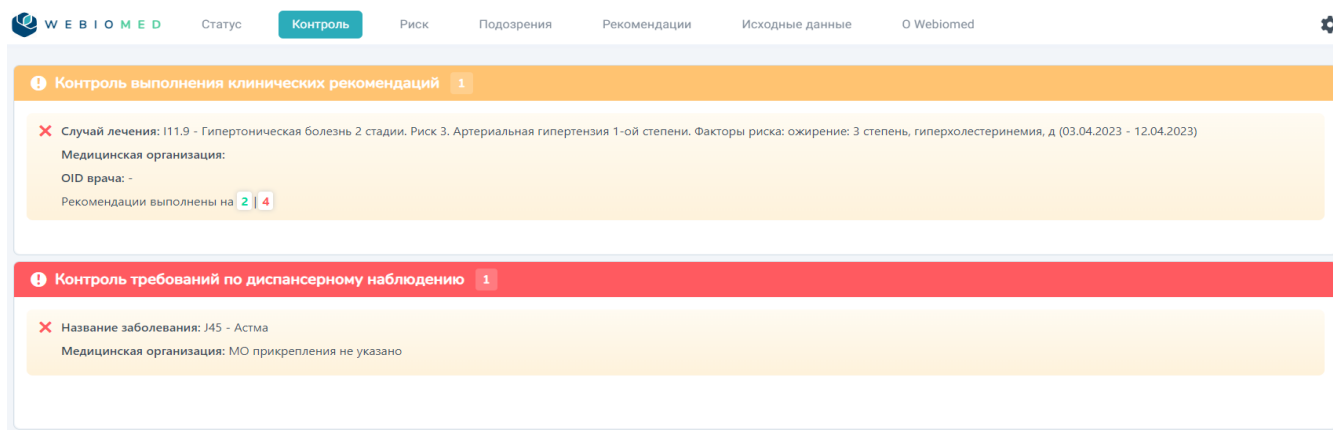 WEBIOMED Статус Контроль Риск Подозрения Рекомендации Исходные данные О Webiomed
Контроль выполнения клинических рекомендаций 1
Случай лечения: I11.9 - Гипертоническая болезнь 2 стадии. Риск 3. Артериальная гипертензия 1-ой степени. Факторы риска: ожирение: 3 степень, гиперхолестеринемия, д (03.04.2023 - 12.04.2023)
Медицинская организация:
OID врача: -
Рекомендации выполнены на 2 | 4
Контроль требований по диспансерному наблюдению 1
Название заболевания: J45 - Астма
Медицинская организация: МО прикрепления не указано